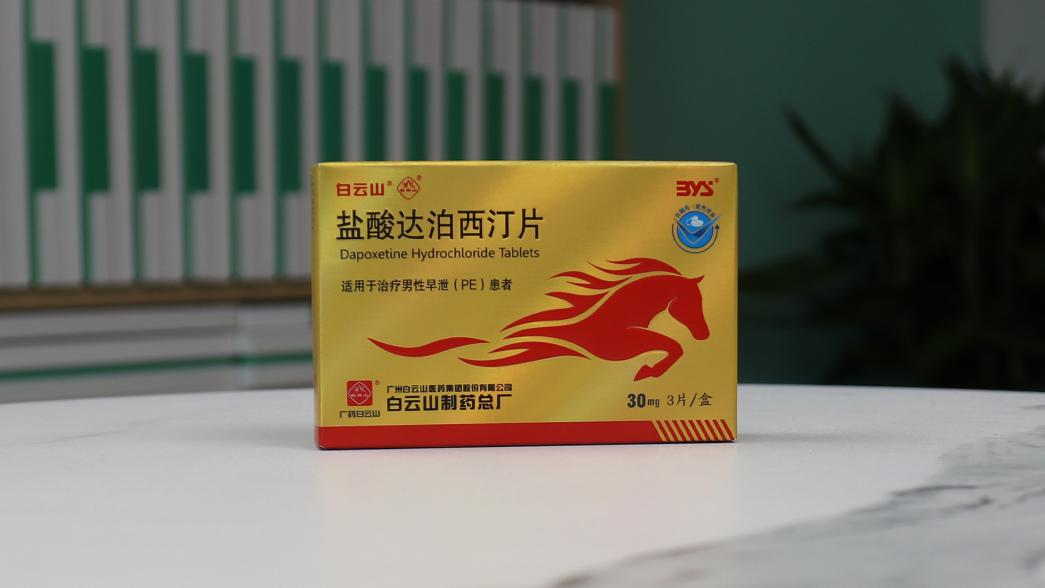 白云山®
BYS®
盐酸达泊西汀片
Dapoxetine Hydrochloride Tablets
适用于治疗男性早泄（PE）患者
广州白云山医药集团股份有限公司
白云山制药总厂
广药白云山
30mg 3片/盒